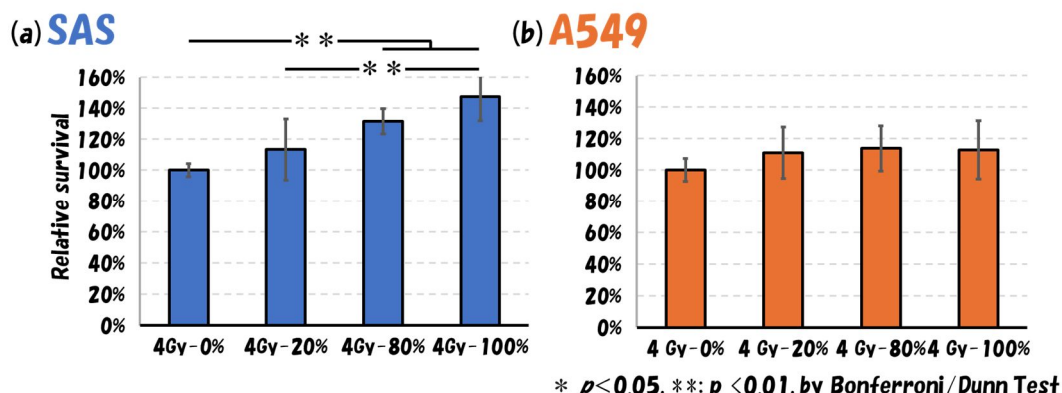 (a) SAS
(b) A549
* *
* *
Relative survival
160%
140%
120%
100%
80%
60%
40%
20%
0%
4Gy-0%
4Gy-20%
4Gy-80%
4Gy-100%
160%
140%
120%
100%
80%
60%
40%
20%
0%
4 Gy-0%
4 Gy-20%
4 Gy-80%
4 Gy-100%
* p<0.05, **; p <0.01, by Bonferroni/Dunn Test